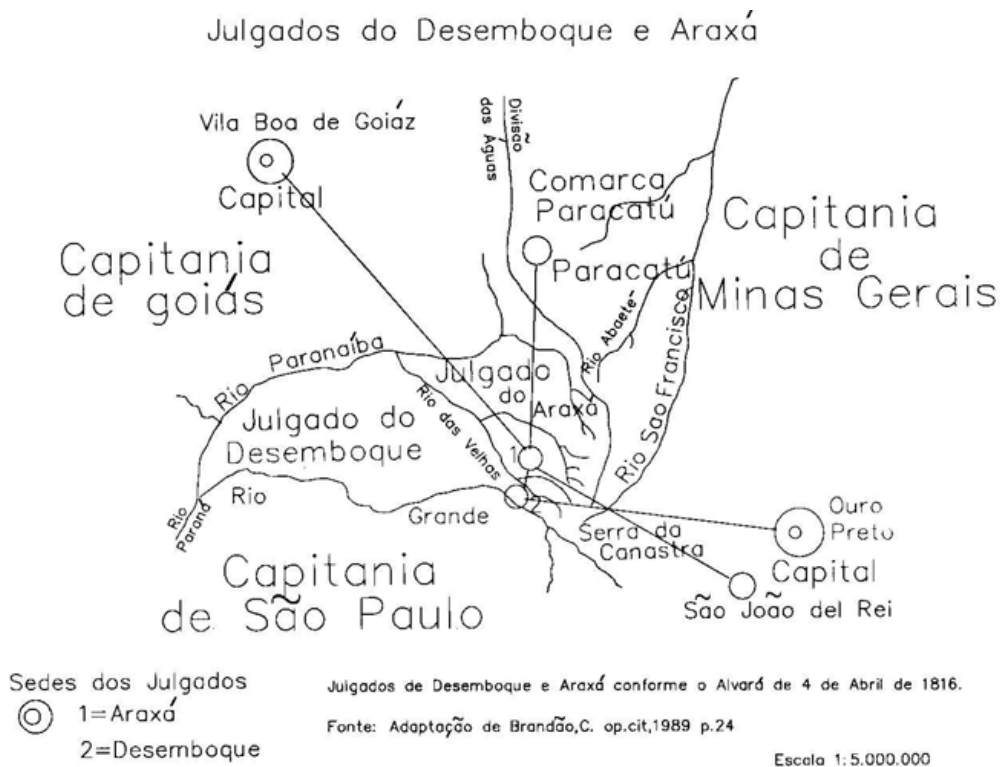 Julgados do Desemboque e Araxá
Vila Boa de Goiáz
Capital
Divisão
das Aguas
Comarca
Paracatú
Paracatú
Capitania
de
Minas Gerais
Capitania
de goiás
Rio Abaete
Rio São Francisco
Rio Paranaíba
Julgado
do
Araxá
Rio das Velhas
Julgado do
Desemboque
1
Rio Grande
Rio
Paraná
Serra da
Canastra
Ouro
Preto
Capital
São João del Rei
Capitania
de São Paulo
Sedes dos Julgados
1=Araxá
2=Desemboque
Julgados de Desemboque e Araxá conforme o Alvará de 4 de Abril de 1816.
Fonte: Adaptação de Brandão,C. op.cit,1989 p.24
Escala 1:5.000.000